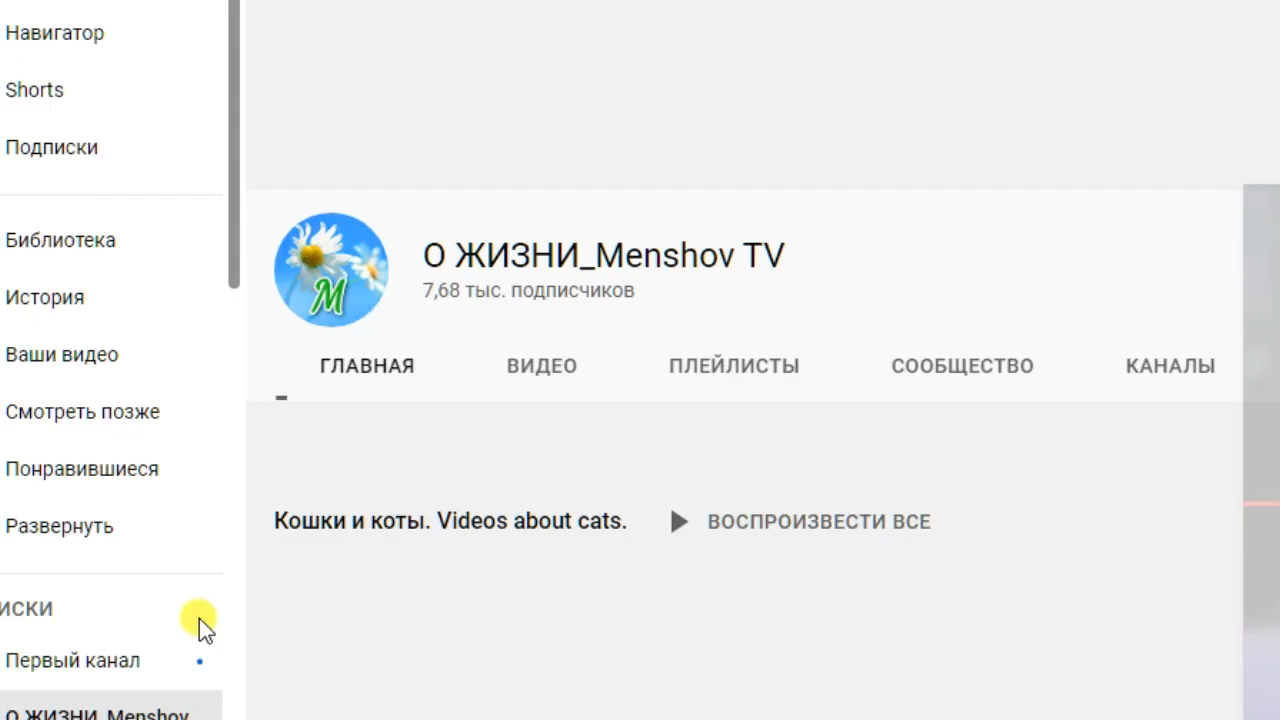 Навигатор
Shorts
Подписки
Библиотека
История
Ваши видео
Смотреть позже
Понравившиеся
Развернуть
ИСКИ
Первый канал
О ЖИЗНИ_Menshov
М
О ЖИЗНИ_Menshov TV
7,68 тыс. подписчиков
ГЛАВНАЯ ВИДЕО ПЛЕЙЛИСТЫ СООБЩЕСТВО КАНАЛЫ
Кошки и коты. Videos about cats. ВОСПРОИЗВЕСТИ ВСЕ